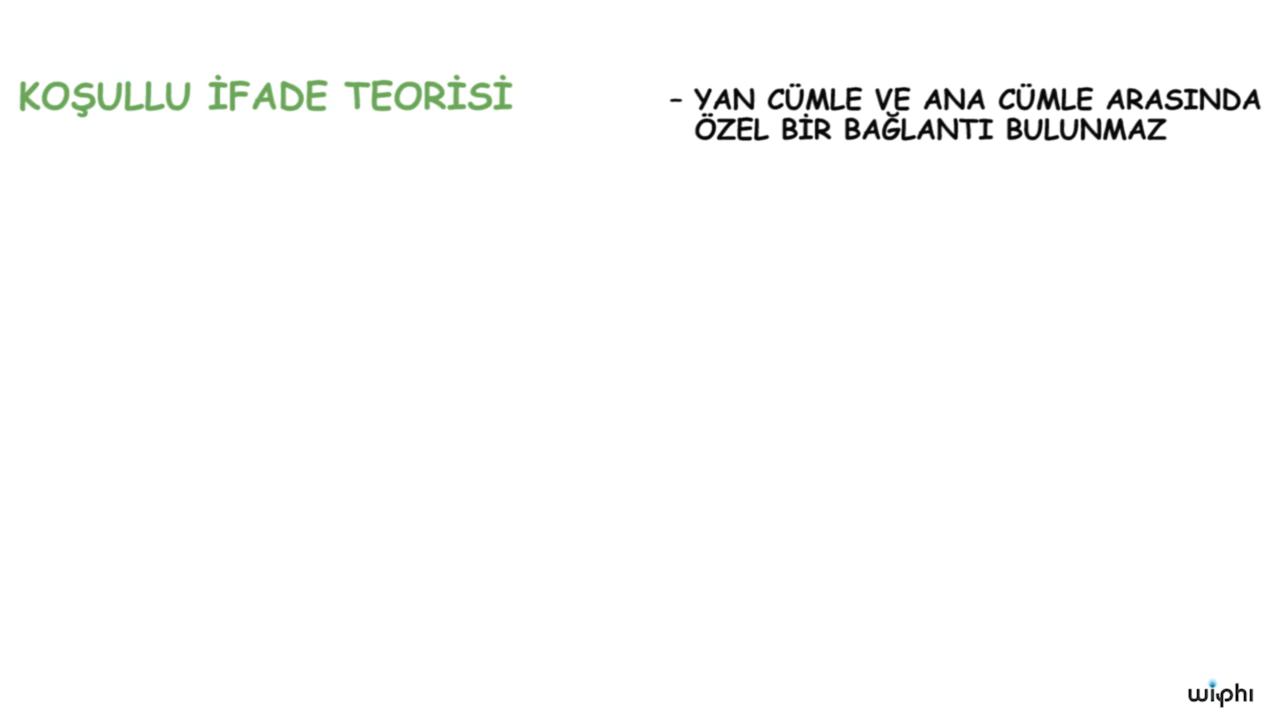 KOŞULLU İFADE TEORİSİ
- YAN CÜMLE VE ANA CÜMLE ARASINDA
ÖZEL BİR BAĞLANTI BULUNMAZ
wiphi